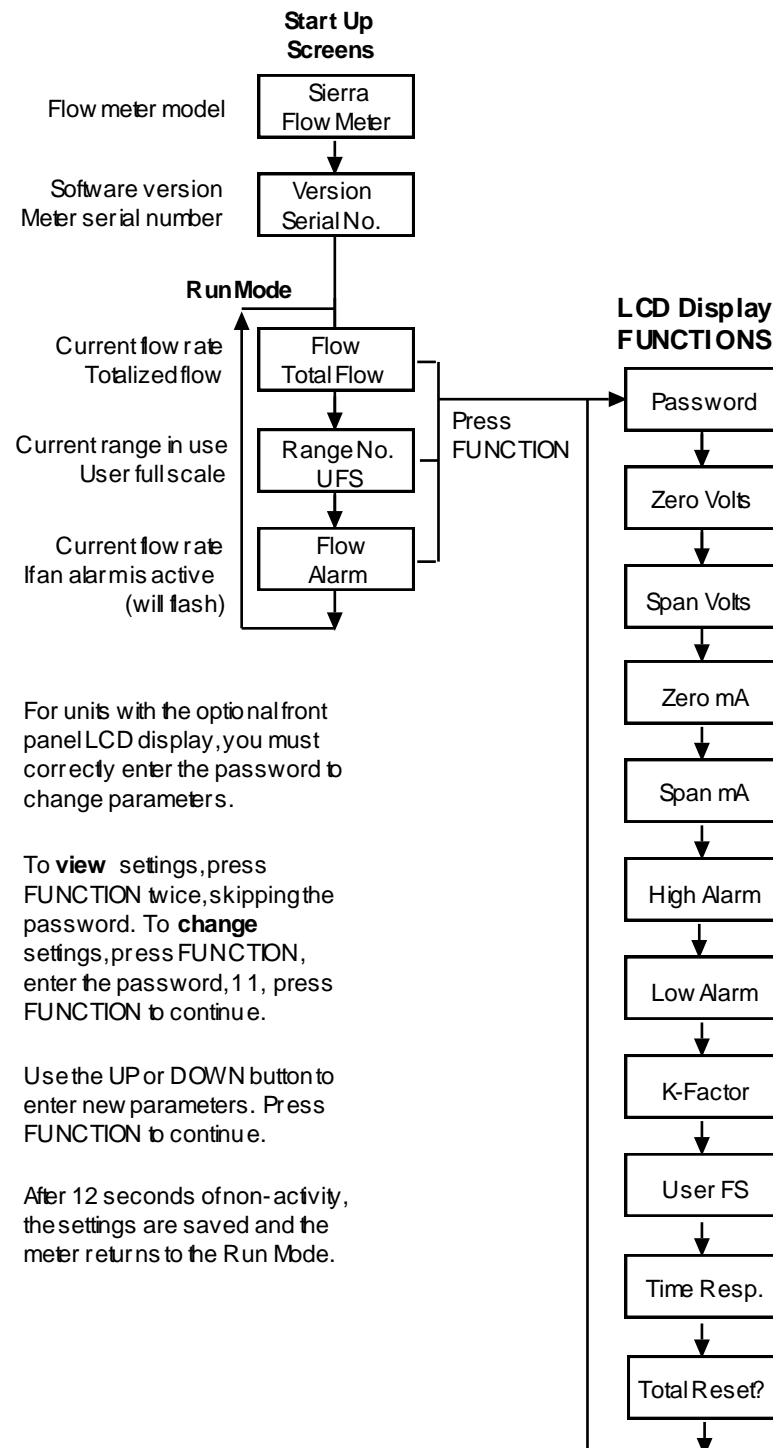 Start Up
Screens
Flow meter model
Sierra
Flow Meter
Software version
Meter serial number
Version
Serial No.
Run Mode
Current flow rate
Totalized flow
Flow
Total Flow
Current range in use
User full scale
Range No.
UFS
Current flow rate
If an alarm is active
(will flash)
Flow
Alarm
Press
FUNCTION
LCD Display
FUNCTIONS
Password
Zero Volts
Span Volts
Zero mA
Span mA
High Alarm
Low Alarm
K-Factor
User FS
Time Resp.
Total Reset?
For units with the optional front
panel LCD display, you must
correctly enter the password to
change parameters.
To view settings, press
FUNCTION twice, skipping the
password. To change
settings, press FUNCTION,
enter the password, 11, press
FUNCTION to continue.
Use the UP or DOWN button to
enter new parameters. Press
FUNCTION to continue.
After 12 seconds of non-activity,
the settings are saved and the
meter returns to the Run Mode.